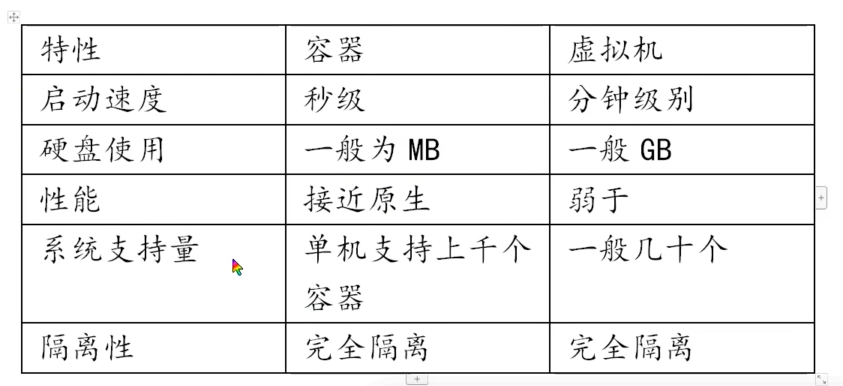 特性 容器 虚拟机
启动速度 秒级 分钟级别
硬盘使用 一般为 MB 一般 GB
性能 接近原生 弱于
系统支持量 单机支持上千个 一般几十个
容器
隔离性 完全隔离 完全隔离